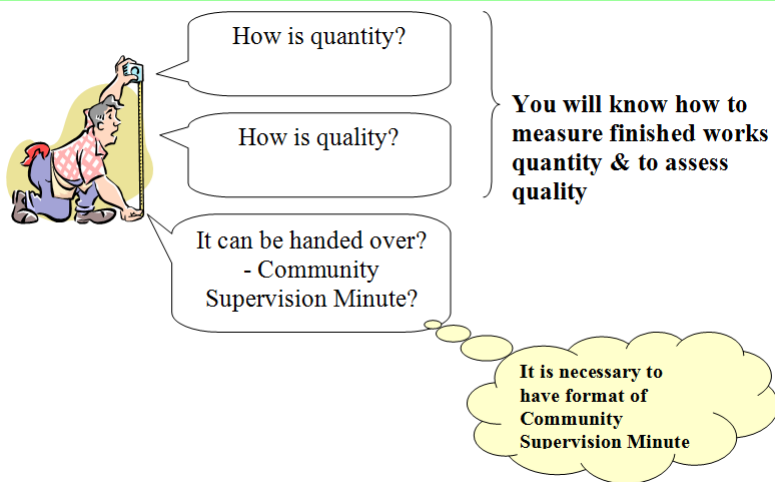 How is quantity?
How is quality?
You will know how to
measure finished works
quantity & to assess
quality
It can be handed over?
- Community
Supervision Minute?
It is necessary to
have format of
Community
Supervision Minute